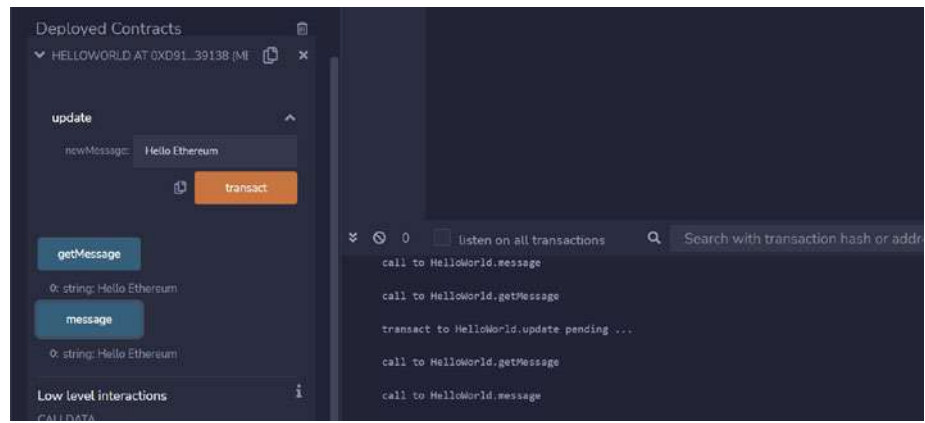 Deployed Contracts
HELLOWORLD AT 0XD91...39138 (ME
update
newMessage: Hello Ethereum
transact
getMessage
0: string: Hello Ethereum
message
0: string: Hello Ethereum
Low level interactions
CALLDATA
0 listen on all transactions Search with transaction hash or addr
call to HelloWorld.message
call to HelloWorld.getMessage
transact to HelloWorld.update pending ...
call to HelloWorld.getMessage
call to HelloWorld.message